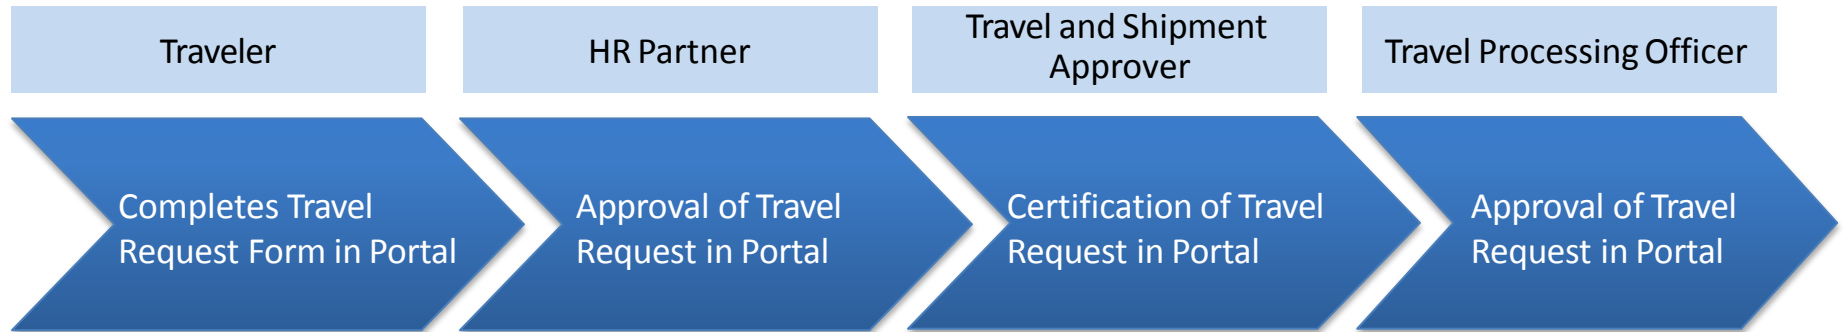 Traveler
HR Partner
Travel and Shipment
Approver
Travel Processing Officer
Completes Travel
Request Form in Portal
Approval of Travel
Request in Portal
Certification of Travel
Request in Portal
Approval of Travel
Request in Portal